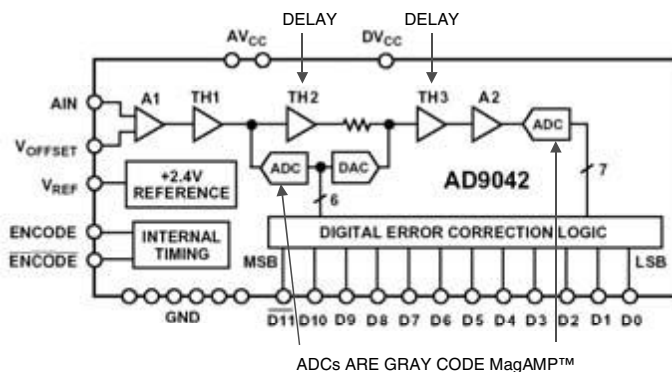 DELAY DELAY
AVCC DVCC
AIN A1 TH1 TH2 TH3 A2
ADC
VOFFSET
ADC DAC
7
VREF +2.4V REFERENCE 6 AD9042
ENCODE INTERNAL TIMING DIGITAL ERROR CORRECTION LOGIC
ENCODE MSB LSB
GND D11 D10 D9 D8 D7 D6 D5 D4 D3 D2 D1 D0
ADCs ARE GRAY CODE MagAMP™